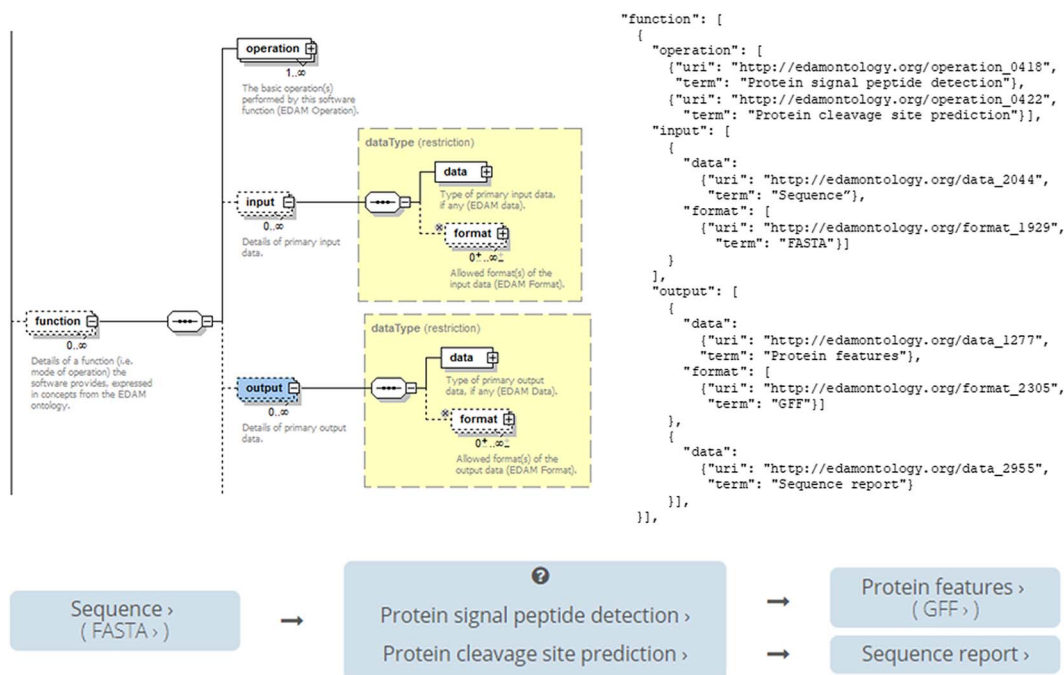 operation
1..∞
The basic operation(s)
performed by this software
function (EDAM Operation).
dataType (restriction)
data
Type of primary input data,
if any (EDAM data).
input
0..∞
Details of primary input
data.
format
0..∞
Allowed format(s) of the
input data (EDAM Format).
function
0..∞
Details of a function (i.e.
mode of operation) the
software provides, expressed
in concepts from the EDAM
ontology.
dataType (restriction)
data
Type of primary output
data, if any (EDAM Data).
output
0..∞
Details of primary output
data.
format
0..∞
Allowed format(s) of the
output data (EDAM Format).
"function": [
{
"operation": [
{"uri": "http://edamontology.org/operation_0418",
"term": "Protein signal peptide detection"},
{"uri": "http://edamontology.org/operation_0422",
"term": "Protein cleavage site prediction"}],
"input": [
{
"data":
{"uri": "http://edamontology.org/data_2044",
"term": "Sequence”},
"format": [
{"uri": "http://edamontology.org/format_1929",
"term": "FASTA"}]
}
],
"output": [
{
"data":
{"uri": "http://edamontology.org/data_1277",
"term": "Protein features"},
"format": [
{"uri": "http://edamontology.org/format_2305",
"term": "GFF"}]
},
{
"data":
{"uri": "http://edamontology.org/data_2955",
"term": "Sequence report"}
}],
}],
Sequence ›
( FASTA › )
?
Protein signal peptide detection ›
Protein cleavage site prediction ›
Protein features ›
( GFF › )
Sequence report ›